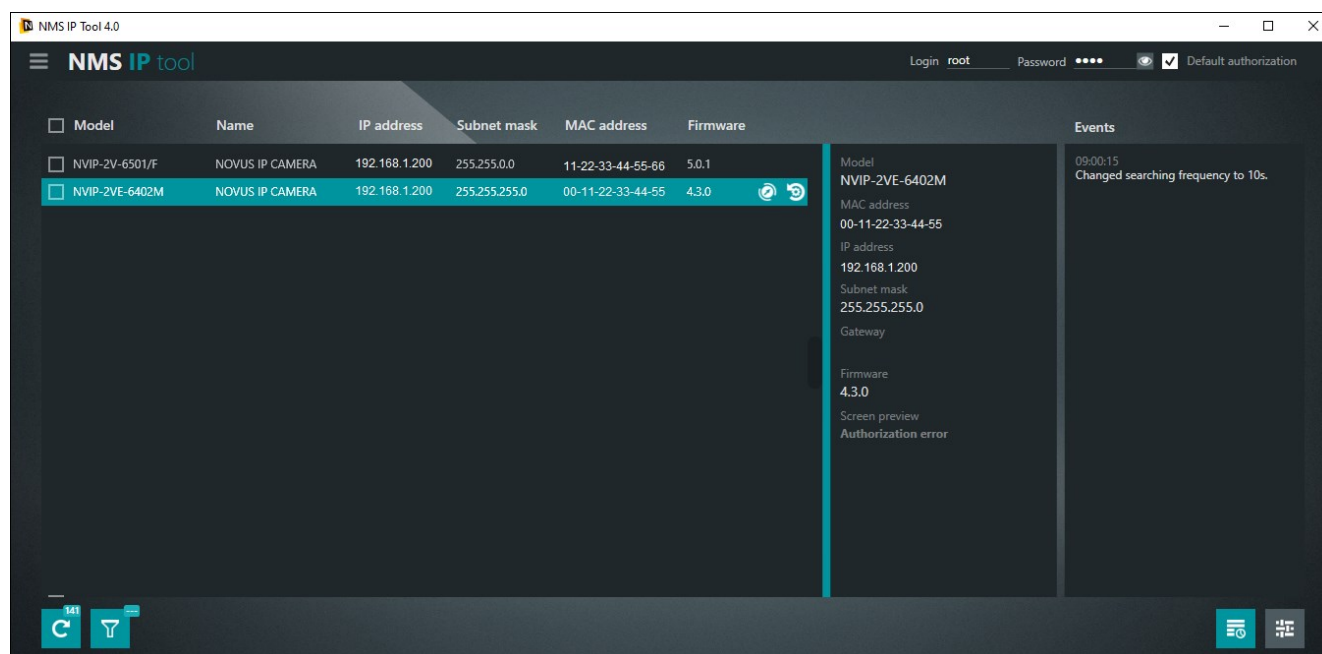 NMS IP Tool 4.0
NMS IP tool
Login root Password •••• Default authorization
Model Name IP address Subnet mask MAC address Firmware
Events
NVIP-2V-6501/F NOVUS IP CAMERA 192.168.1.200 255.255.0.0 11-22-33-44-55-66 5.0.1
NVIP-2VE-6402M NOVUS IP CAMERA 192.168.1.200 255.255.255.0 00-11-22-33-44-55 4.3.0
Model
NVIP-2VE-6402M
MAC address
00-11-22-33-44-55
IP address
192.168.1.200
Subnet mask
255.255.255.0
Gateway
Firmware
4.3.0
Screen preview
Authorization error
09:00:15
Changed searching frequency to 10s.
141
---